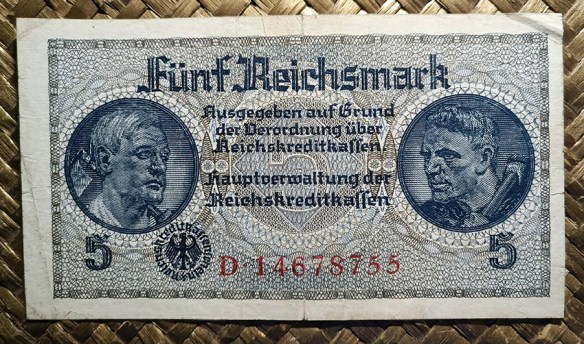 Fünf Reichsmark
Ausgegeben auf Grund
der Verordnung über
Reichskreditkassen.
Hauptverwaltung der
Reichskreditkassen
5
5
D·14678755